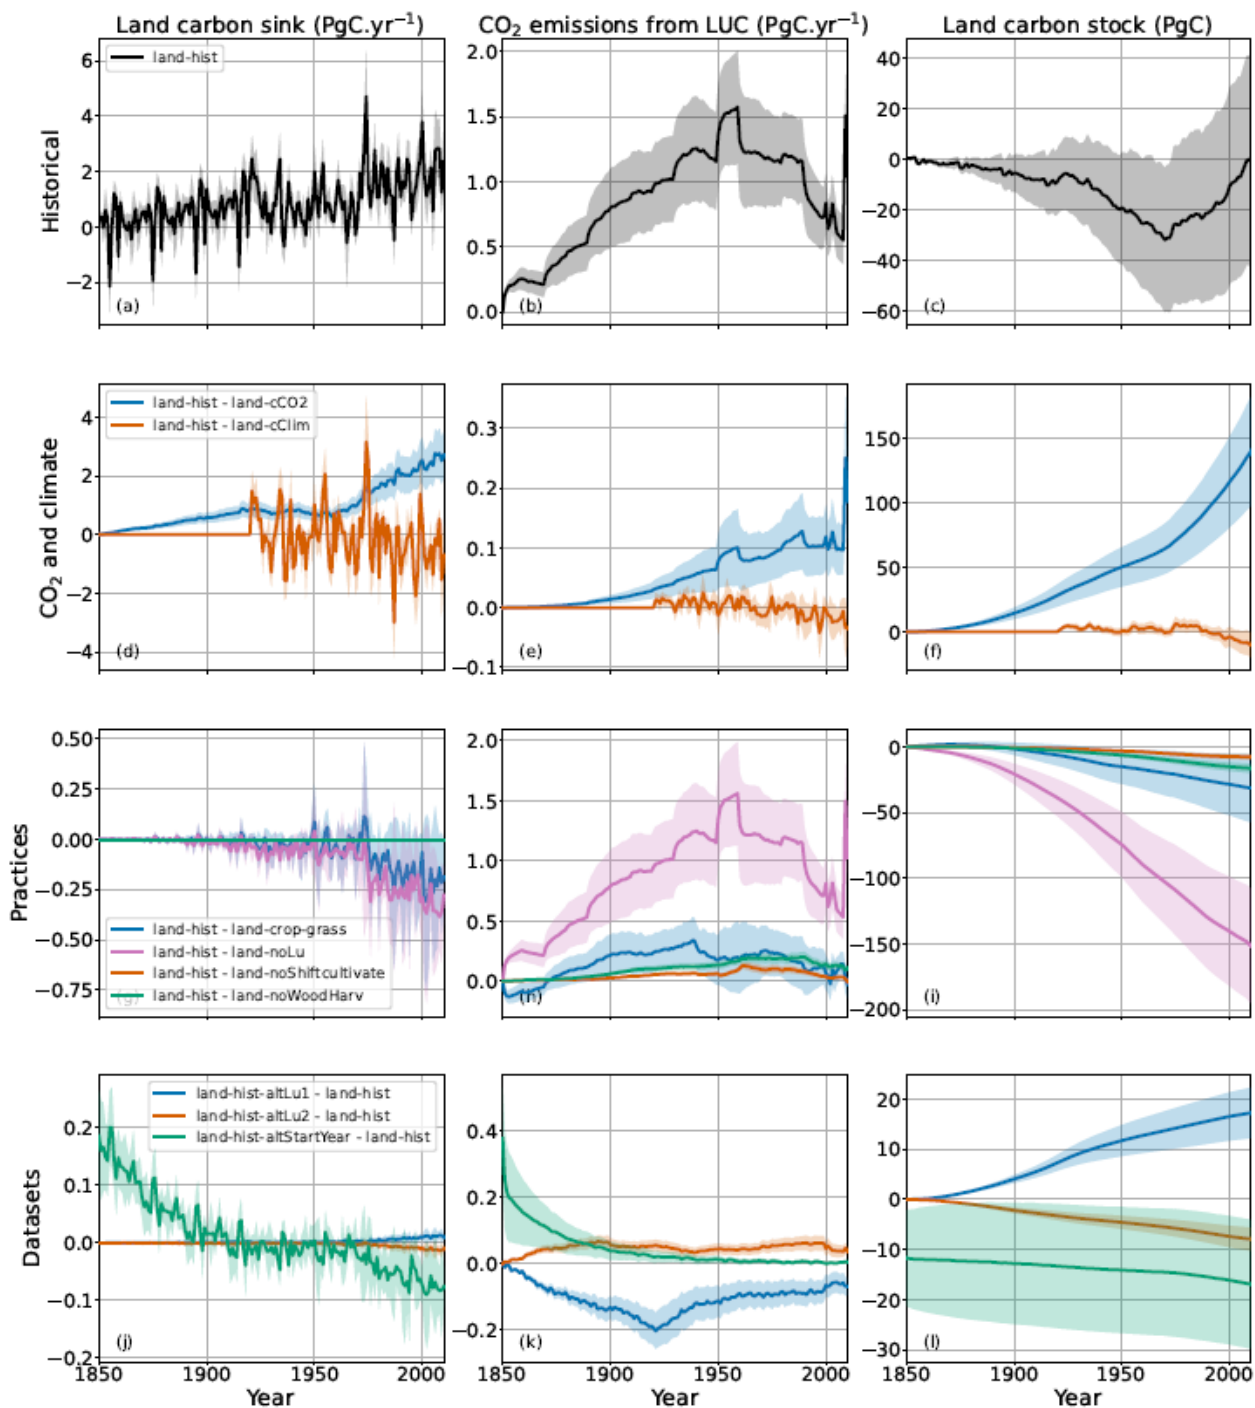 Land carbon sink (PgC.yr⁻¹)
CO₂ emissions from LUC (PgC.yr⁻¹)
Land carbon stock (PgC)
Historical
6
4
2
0
−2
land-hist
(a)
2.0
1.5
1.0
0.5
0.0
(b)
40
20
0
−20
−40
−60
(c)
CO₂ and climate
4
2
0
−2
−4
land-hist - land-cCO2
land-hist - land-cClim
(d)
0.3
0.2
0.1
0.0
−0.1
(e)
150
100
50
0
(f)
Practices
0.50
0.25
0.00
−0.25
−0.50
−0.75
land-hist - land-crop-grass
land-hist - land-noLu
land-hist - land-noShiftcultivate
land-hist - land-noWoodHarv
(g)
2.0
1.5
1.0
0.5
0.0
(h)
0
−50
−100
−150
−200
(i)
Datasets
0.2
0.1
0.0
−0.1
−0.2
land-hist-altLu1 - land-hist
land-hist-altLu2 - land-hist
land-hist-altStartYear - land-hist
(j)
0.4
0.2
0.0
−0.2
(k)
20
10
0
−10
−20
−30
(l)
1850 1900 1950 2000
Year
1850 1900 1950 2000
Year
1850 1900 1950 2000
Year